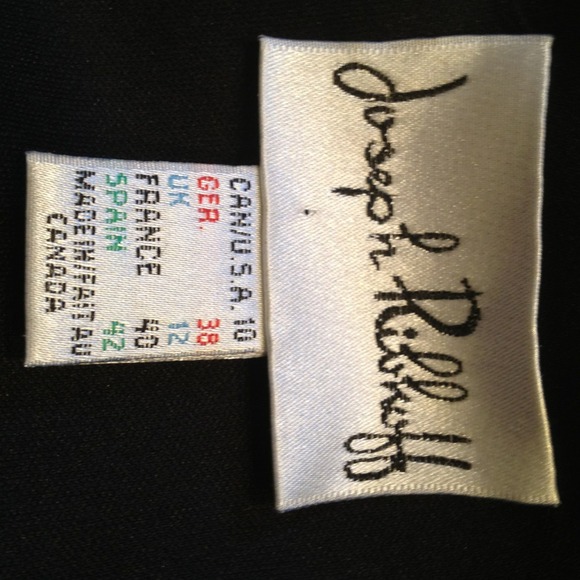 Joseph Ribkoff
CAN/U.S.A. 10
GER. 38
UK 12
FRANCE 40
SPAIN 42
MADE IN/FAIT AU
CANADA